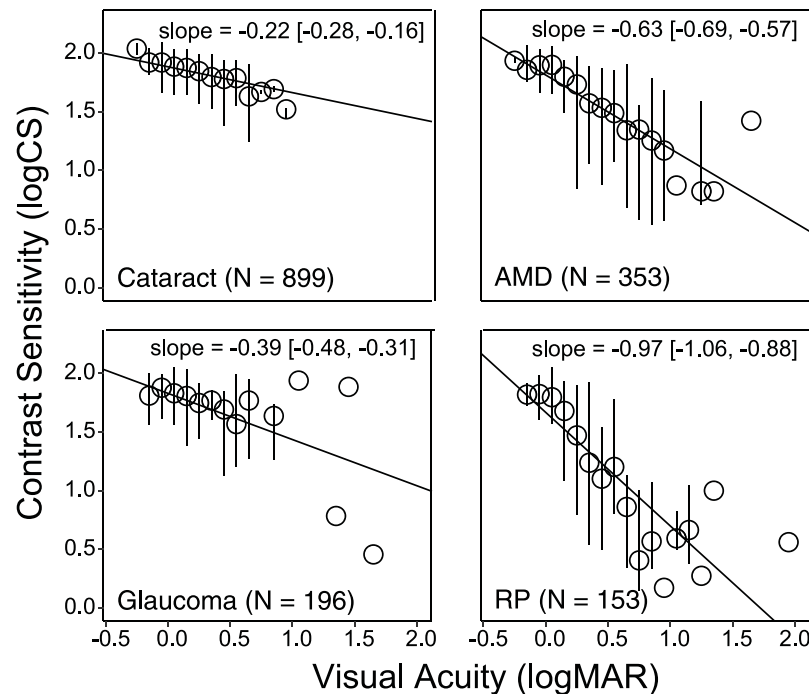 slope = -0.22 [-0.28, -0.16]
2.0
1.5
1.0
0.5
0.0
Cataract (N = 899)
slope = -0.63 [-0.69, -0.57]
AMD (N = 353)
Contrast Sensitivity (logCS)
slope = -0.39 [-0.48, -0.31]
2.0
1.5
1.0
0.5
0.0
Glaucoma (N = 196)
-0.5 0.0 0.5 1.0 1.5 2.0
slope = -0.97 [-1.06, -0.88]
RP (N = 153)
-0.5 0.0 0.5 1.0 1.5 2.0
Visual Acuity (logMAR)